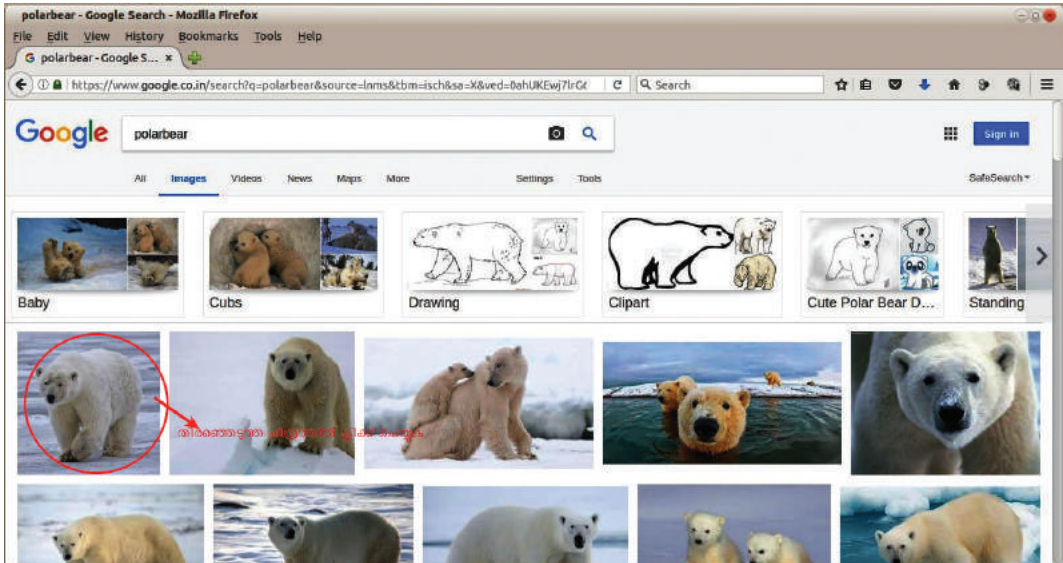 polarbear - Google Search - Mozilla Firefox
File Edit View History Bookmarks Tools Help
G polarbear - Google S... ×
https://www.google.co.in/search?q=polarbear&source=lnms&tbm=isch&sa=X&ved=0ahUKEwj7lrG
Search
Google polarbear Sign in
All Images Videos News Maps More Settings Tools SafeSearch
Baby Cubs Drawing Clipart Cute Polar Bear D... Standing
തിരഞ്ഞെടുത്ത